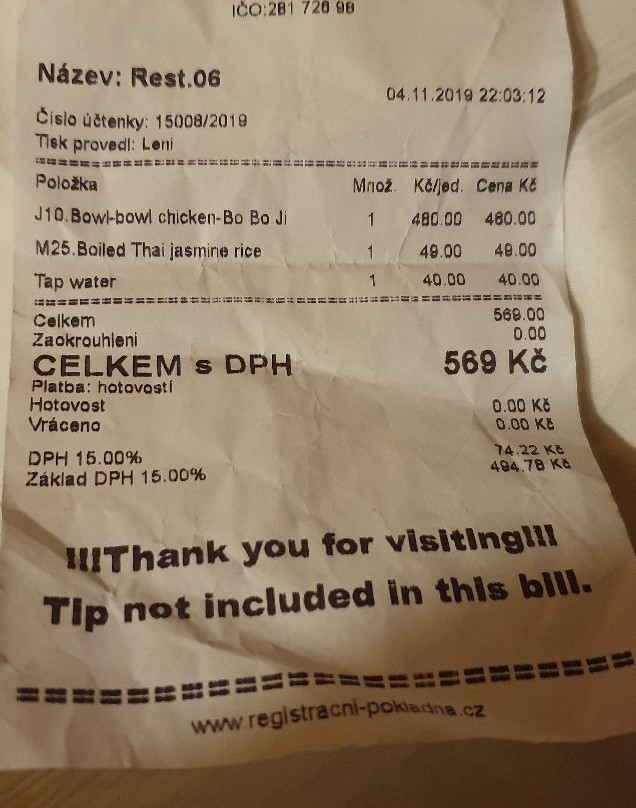 IČO:281 728 98
Název: Rest.06
04.11.2019 22:03:12
Číslo účtenky: 15008/2019
Tisk provedl: Leni
Položka Množ. Kč/jed. Cena Kč
J10.Bowl-bowl chicken-Bo Bo Ji 1 480.00 480.00
M25.Boiled Thai jasmine rice 1 49.00 49.00
Tap water 1 40.00 40.00
Celkem 569.00
Zaokrouhleni 0.00
CELKEM s DPH 569 Kč
Platba: hotovostí
Hotovost 0.00 Kč
Vráceno 0.00 Kč
DPH 15.00% 74.22 Kč
Základ DPH 15.00% 494.78 Kč
!!!Thank you for visiting!!!
Tip not included in this bill.
www.registracni-pokladna.cz